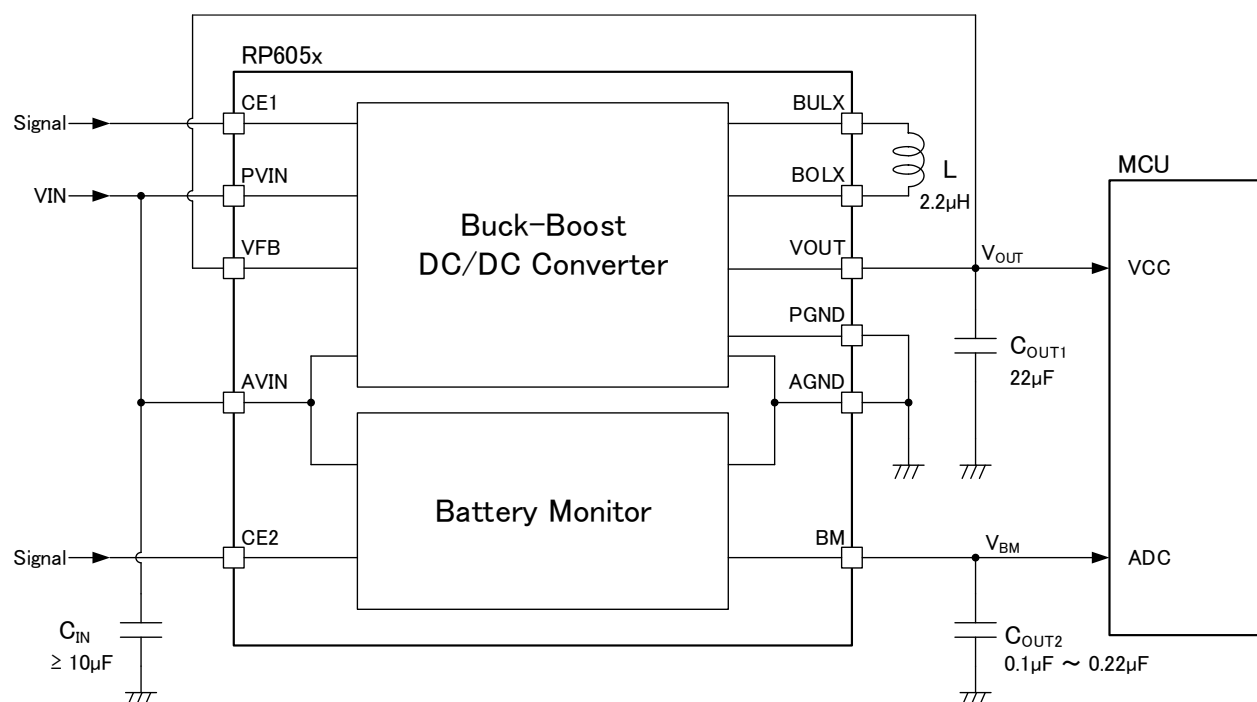 RP605x
MCU
Signal
CE1
BULX
VIN
PVIN
BOLX
L
2.2µH
VFB
Buck-Boost
DC/DC Converter
VOUT
VOUT
VCC
PGND
COUT1
22µF
AVIN
AGND
Battery Monitor
Signal
CE2
BM
VBM
ADC
CIN
≥ 10µF
COUT2
0.1µF ～ 0.22µF